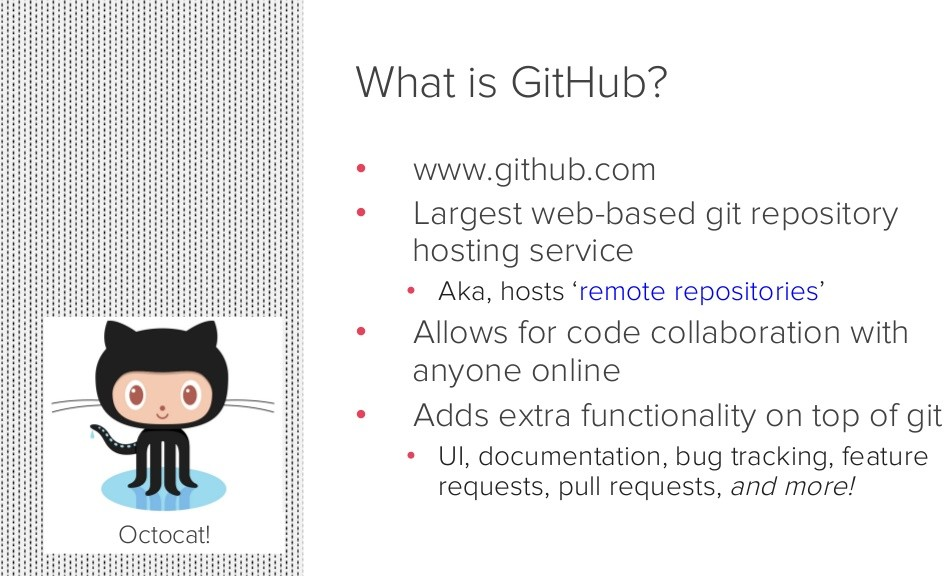 What is GitHub?
• www.github.com
• Largest web-based git repository
hosting service
• Aka, hosts ‘remote repositories’
• Allows for code collaboration with
anyone online
• Adds extra functionality on top of git
• UI, documentation, bug tracking, feature
requests, pull requests, and more!
Octocat!